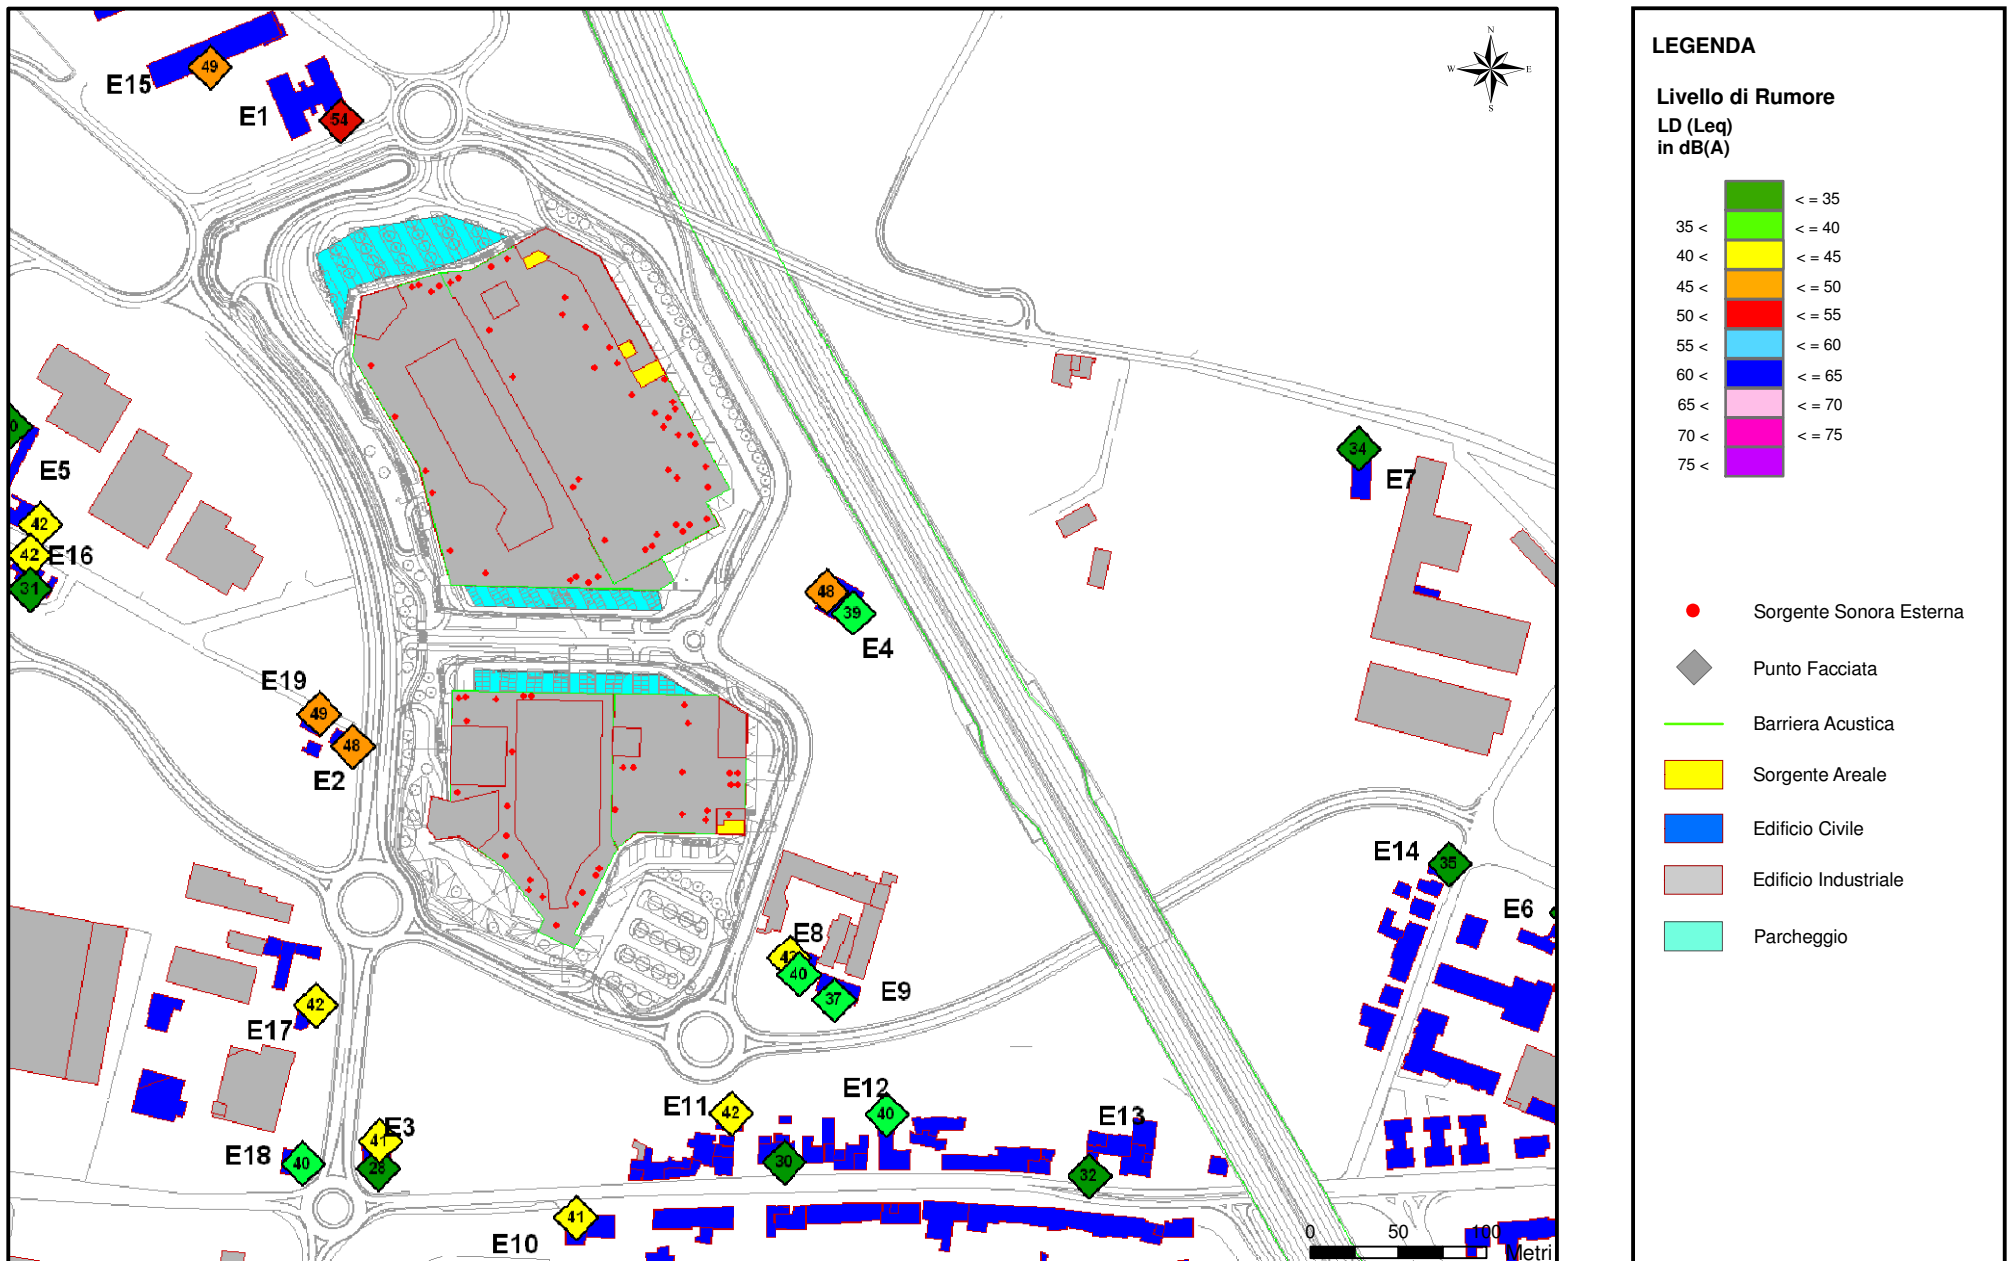 N
W
E
S
E15
49
E1
54
E5
42
42
E16
31
34
E7
48
39
E4
E19
49
48
E2
E14
35
E6
E8
40
37
E9
42
E17
E11
42
E12
40
E13
E3
41
28
E18
40
30
32
41
E10
0
50
100
Metri
LEGENDA
Livello di Rumore
LD (Leq)
in dB(A)
< = 35
35 <
< = 40
40 <
< = 45
45 <
< = 50
50 <
< = 55
55 <
< = 60
60 <
< = 65
65 <
< = 70
70 <
< = 75
75 <
Sorgente Sonora Esterna
Punto Facciata
Barriera Acustica
Sorgente Areale
Edificio Civile
Edificio Industriale
Parcheggio